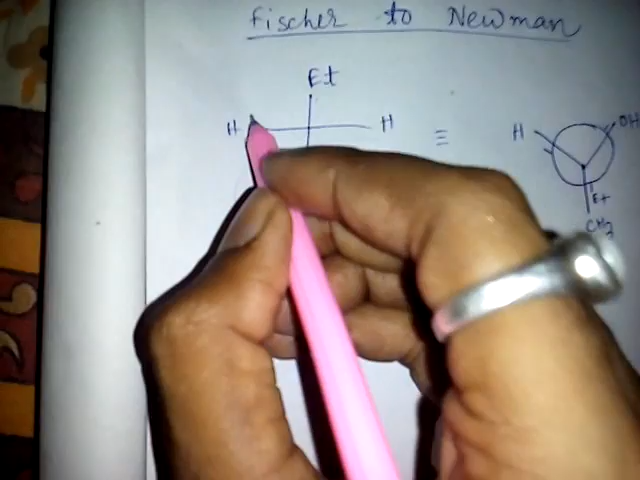 Fischer to Newman
Et
H H ≡ H OH
Et
CH3